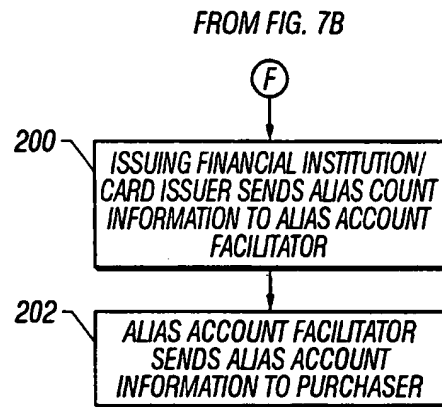 FROM FIG. 7B
F
200
ISSUING FINANCIAL INSTITUTION/
CARD ISSUER SENDS ALIAS COUNT
INFORMATION TO ALIAS ACCOUNT
FACILITATOR
202
ALIAS ACCOUNT FACILITATOR
SENDS ALIAS ACCOUNT
INFORMATION TO PURCHASER